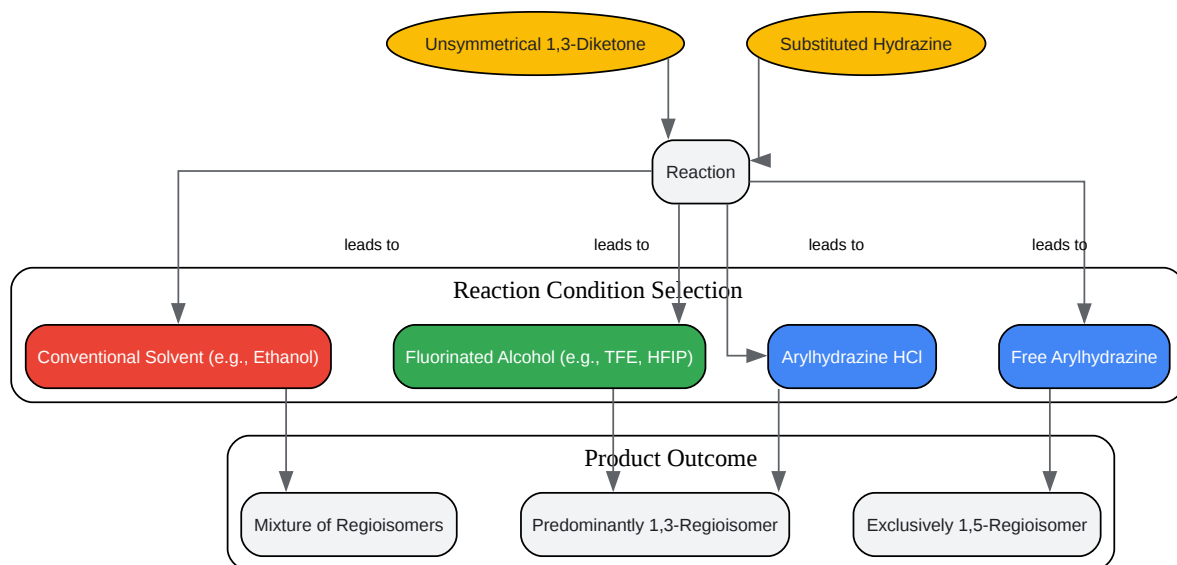 Unsymmetrical 1,3-Diketone
Substituted Hydrazine
Reaction
leads to
leads to
leads to
leads to
Reaction Condition Selection
Conventional Solvent (e.g., Ethanol)
Fluorinated Alcohol (e.g., TFE, HFIP)
Arylhydrazine HCl
Free Arylhydrazine
Product Outcome
Mixture of Regioisomers
Predominantly 1,3-Regioisomer
Exclusively 1,5-Regioisomer